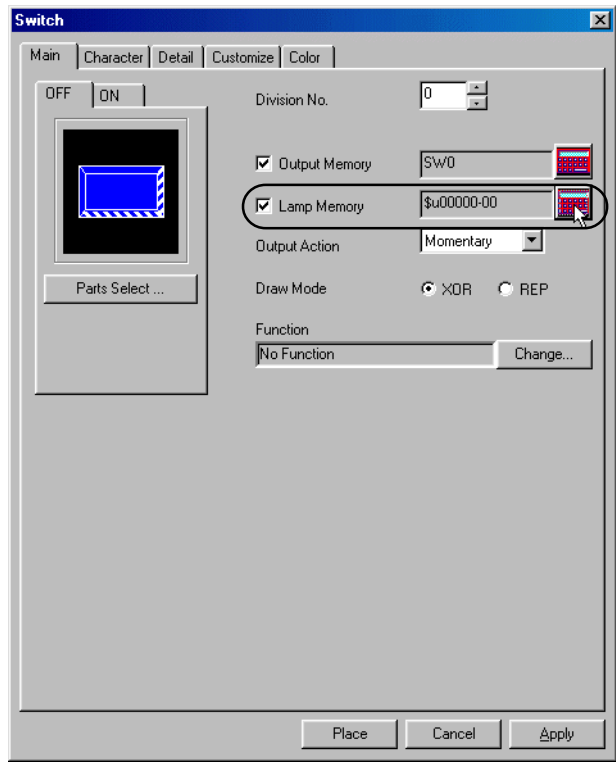 Switch
Main Character Detail Customize Color
OFF ON
Division No. 0
Output Memory SW0
Lamp Memory $u00000-00
Output Action Momentary
Parts Select ...
Draw Mode XOR REP
Function
No Function Change...
Place Cancel Apply